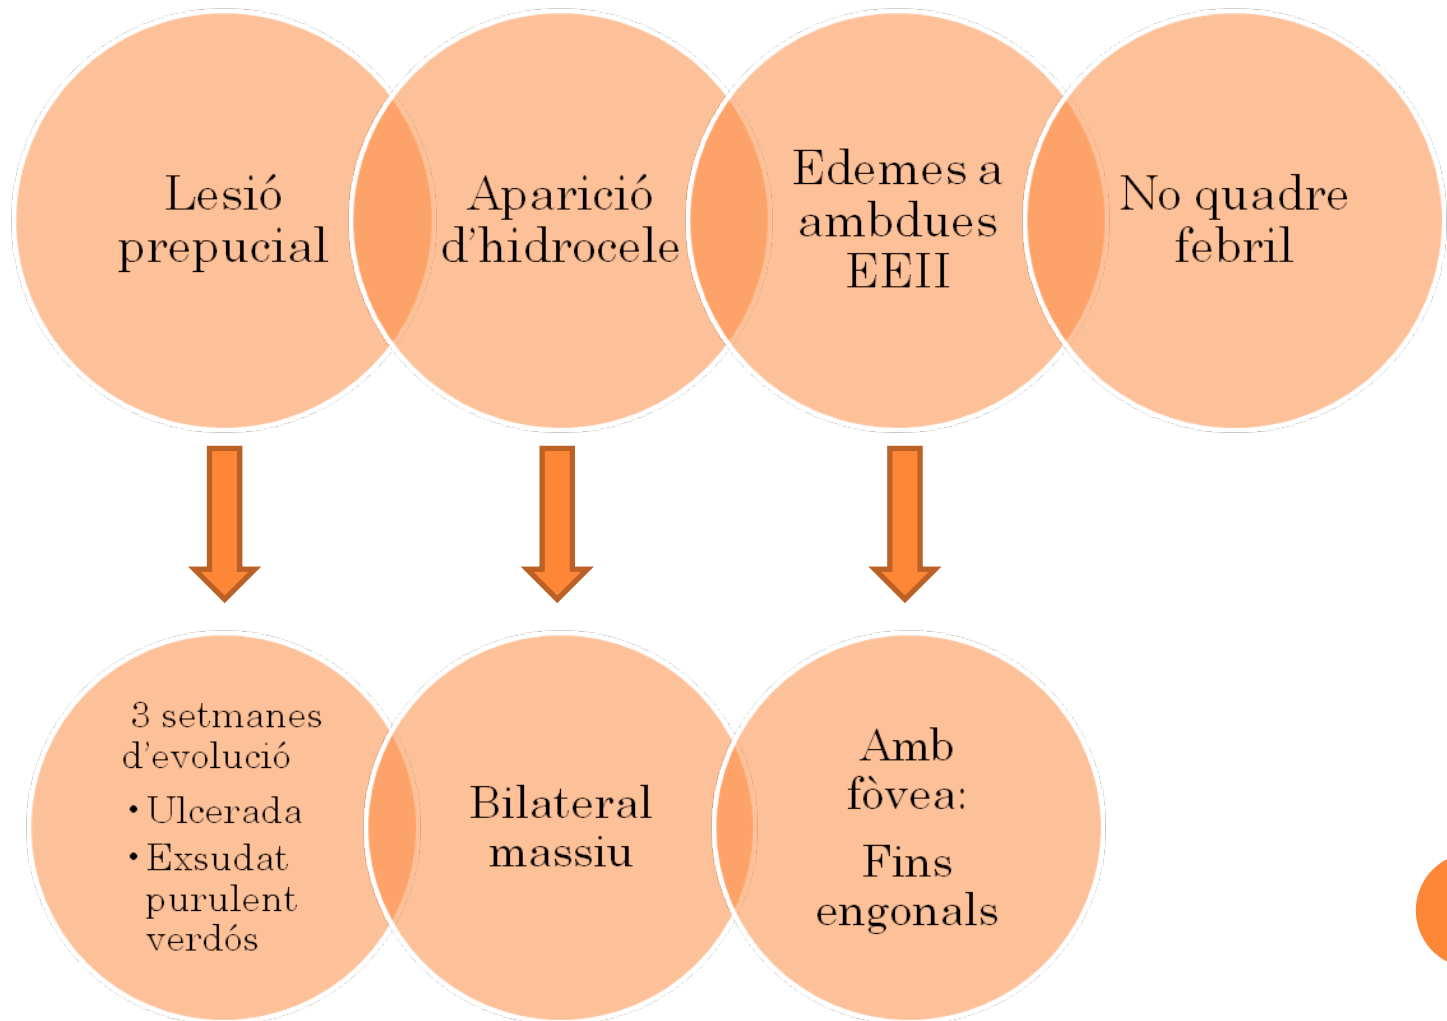 Lesió
prepucial
Aparició
d'hidrocele
Edemes a
ambdues
EEII
No quadre
febril
3 setmanes
d'evolució
• Ulcerada
• Exsudat
purulent
verdós
Bilateral
massiu
Amb
fòvea:
Fins
engonals